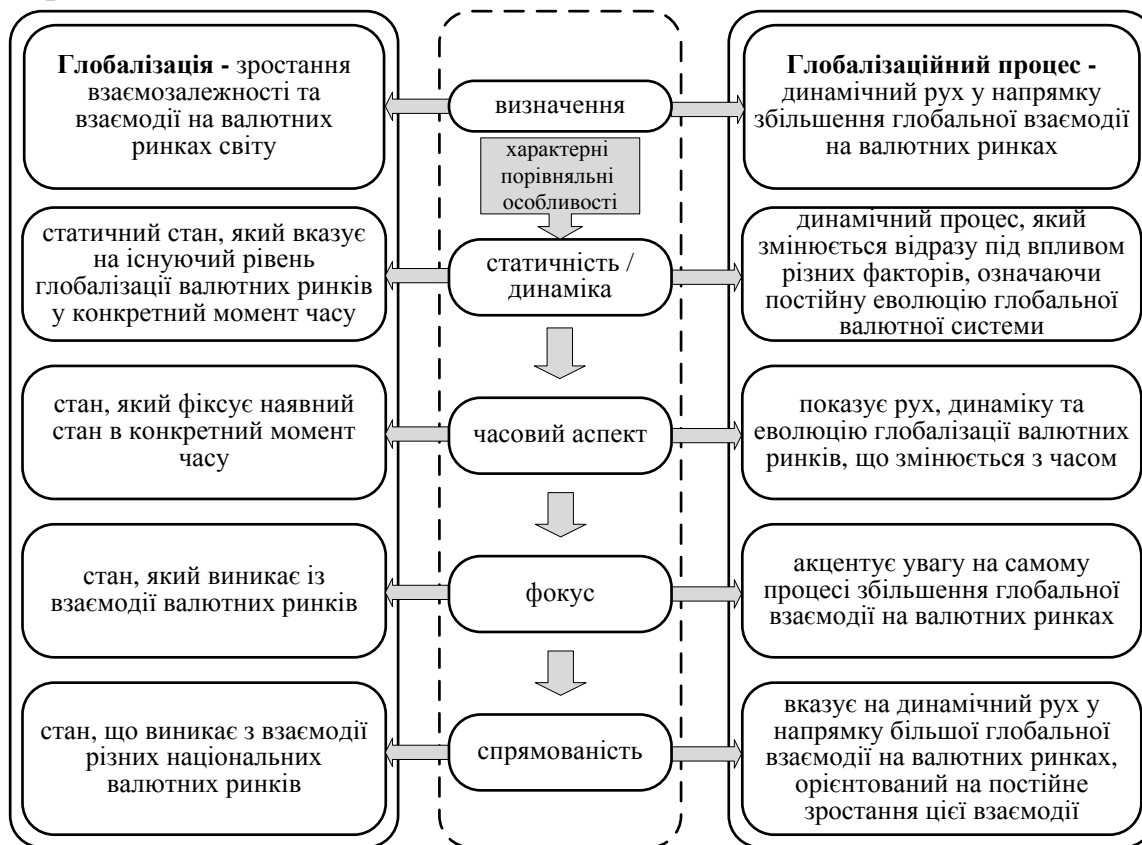 Глобалізація - зростання
взаємозалежності та
взаємодії на валютних
ринках світу
визначення
Глобалізаційний процес -
динамічний рух у напрямку
збільшення глобальної взаємодії
на валютних ринках
характерні
порівняльні
особливості
статичний стан, який вказує
на існуючий рівень
глобалізації валютних ринків
у конкретний момент часу
статичність /
динаміка
динамічний процес, який
змінюється відразу під впливом
різних факторів, означаючи
постійну еволюцію глобальної
валютної системи
стан, який фіксує наявний
стан в конкретний момент
часу
часовий аспект
показує рух, динаміку та
еволюцію глобалізації валютних
ринків, що змінюється з часом
стан, який виникає із
взаємодії валютних ринків
фокус
акцентує увагу на самому
процесі збільшення глобальної
взаємодії на валютних ринках
стан, що виникає з взаємодії
різних національних
валютних ринків
спрямованість
вказує на динамічний рух у
напрямку більшої глобальної
взаємодії на валютних ринках,
орієнтований на постійне
зростання цієї взаємодії